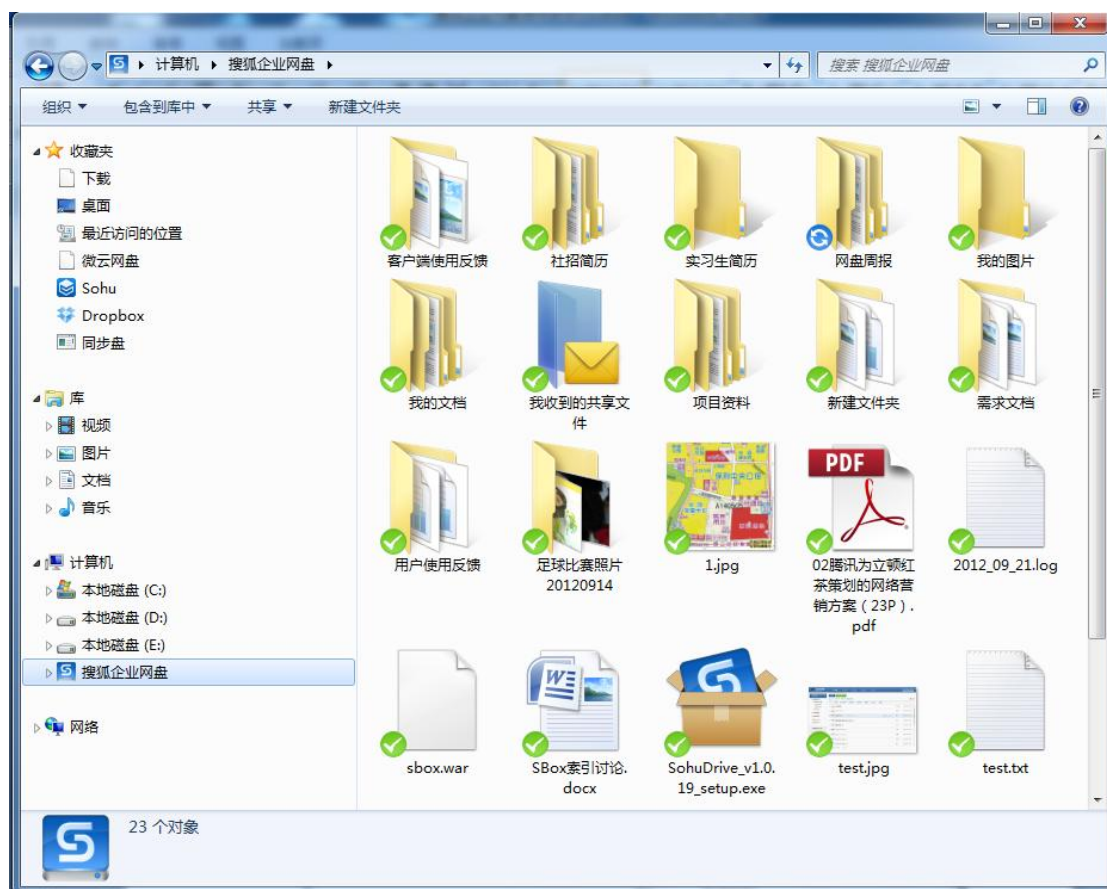 计算机 ▸ 搜狐企业网盘 ▸
搜索 搜狐企业网盘
组织 包含到库中 共享 新建文件夹
收藏夹
下载
桌面
最近访问的位置
微云网盘
Sohu
Dropbox
同步盘
库
视频
图片
文档
音乐
计算机
本地磁盘 (C:)
本地磁盘 (D:)
本地磁盘 (E:)
搜狐企业网盘
网络
客户端使用反馈
社招简历
实习生简历
网盘周报
我的图片
我的文档
我收到的共享文
件
项目资料
新建文件夹
需求文档
用户使用反馈
足球比赛照片
20120914
1.jpg
PDF
02腾讯为立顿红
茶策划的网络营
销方案（23P）.
pdf
2012_09_21.log
sbox.war
SBox索引讨论.
docx
SohuDrive_v1.0.
19_setup.exe
test.jpg
test.txt
23 个对象